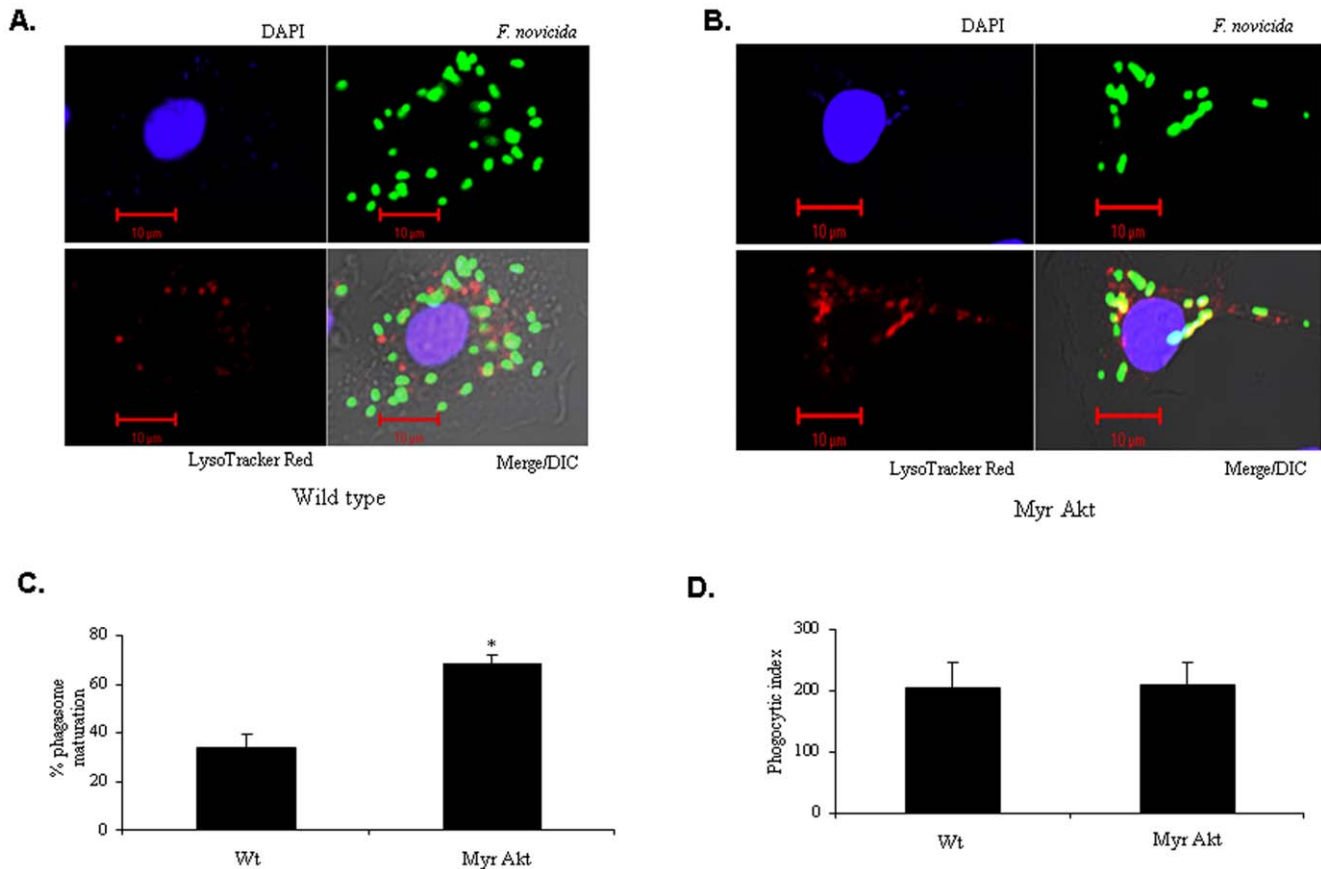 A.
DAPI
F. novicida
10 µm
10 µm
10 µm
10 µm
LysoTracker Red
Merge/DIC
Wild type
B.
DAPI
F. novicida
10 µm
10 µm
10 µm
10 µm
LysoTracker Red
Merge/DIC
Myr Akt
C.
% phagasome
maturation
80
60
40
20
0
*
Wt
Myr Akt
D.
Phogocytic index
300
200
100
0
Wt
Myr Akt